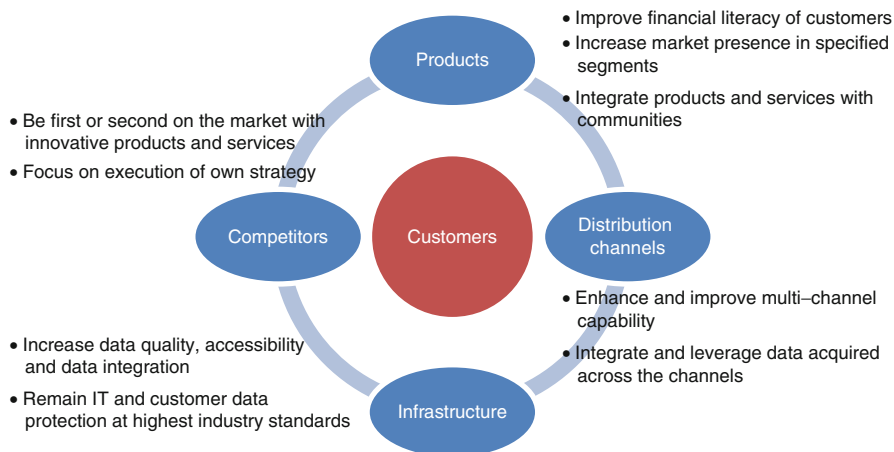 Products
• Improve financial literacy of customers
• Increase market presence in specified
segments
• Integrate products and services with
communities
• Be first or second on the market with
innovative products and services
• Focus on execution of own strategy
Competitors
Customers
Distribution
channels
• Enhance and improve multi–channel
capability
• Integrate and leverage data acquired
across the channels
• Increase data quality, accessibility
and data integration
• Remain IT and customer data
protection at highest industry standards
Infrastructure